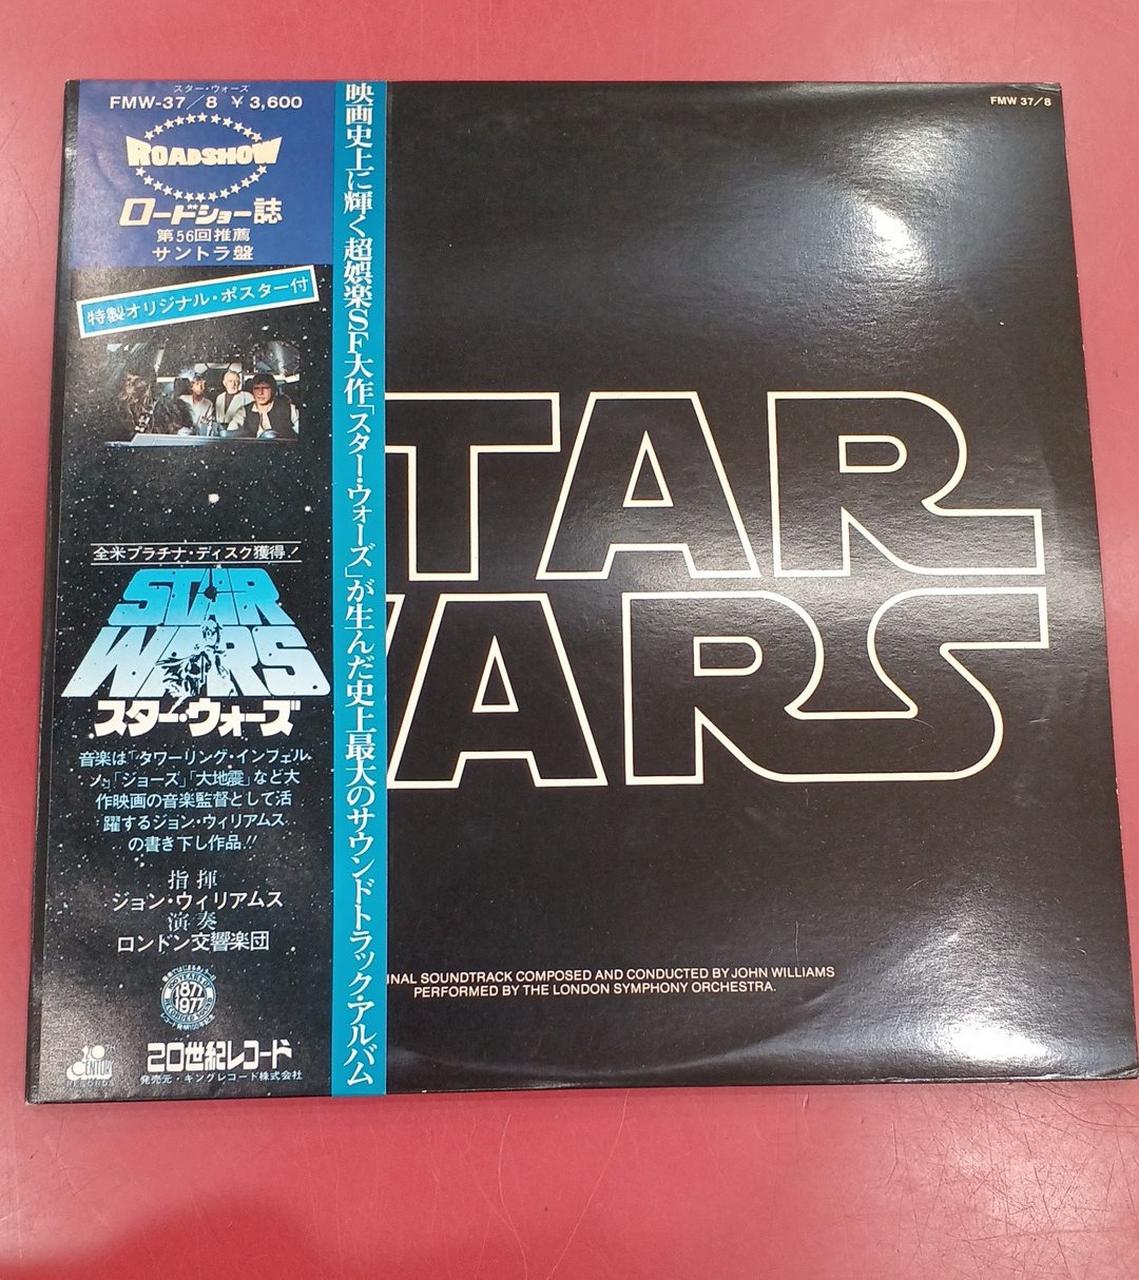 スター・ウォーズ
FMW-37/8 ¥3,600
ROADSHOW
ロードショー誌
第56回推薦
サントラ盤
特製オリジナル・ポスター付
全米プラチナ・ディスク獲得!
STAR
WARS
スター・ウォーズ
音楽は「タワーリング・インフェル
ノ」「ジョーズ」「大地震」など大
作映画の音楽監督として活
躍するジョン・ウィリアムス
の書き下し作品!!
指揮
ジョン・ウィリアムス
演奏
ロンドン交響楽団
1877
1977
20
CENTURY
RECORDS
20世紀レコード
発売元・キングレコード株式会社
映画史上に輝く超娯楽SF大作「スター・ウォーズ」が生んだ史上最大のサウンドトラック・アルバム
FMW 37/8
TAR
WARS
INAL SOUNDTRACK COMPOSED AND CONDUCTED BY JOHN WILLIAMS
PERFORMED BY THE LONDON SYMPHONY ORCHESTRA.